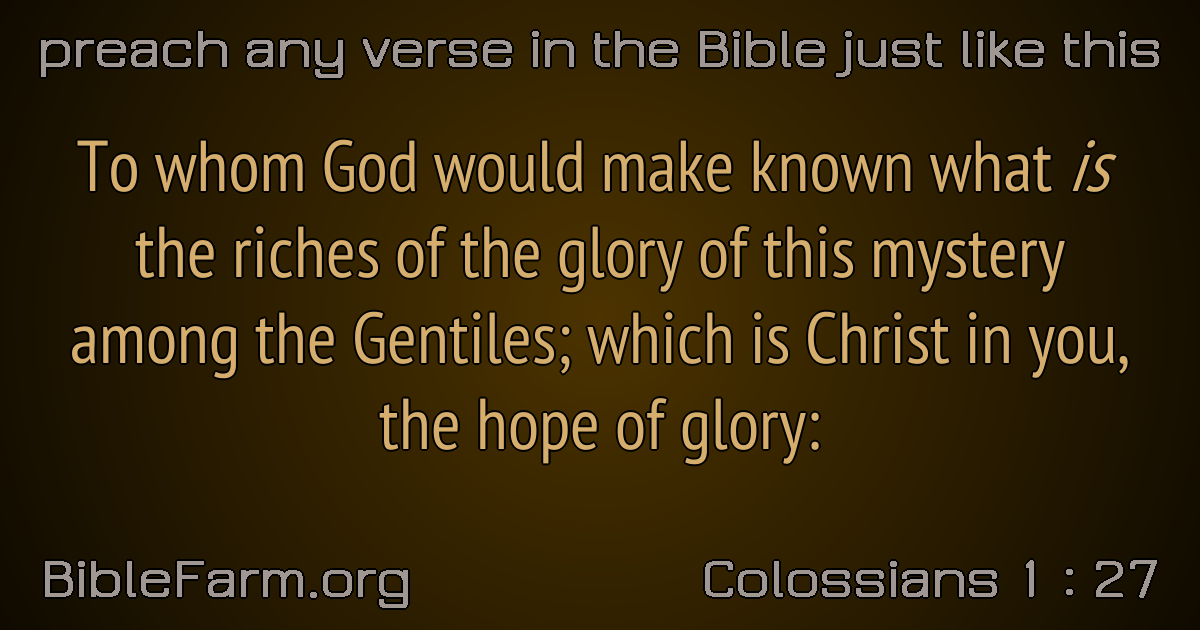 preach any verse in the Bible just like this
To whom God would make known what is
the riches of the glory of this mystery
among the Gentiles; which is Christ in you,
the hope of glory:
BibleFarm.org
Colossians 1 : 27